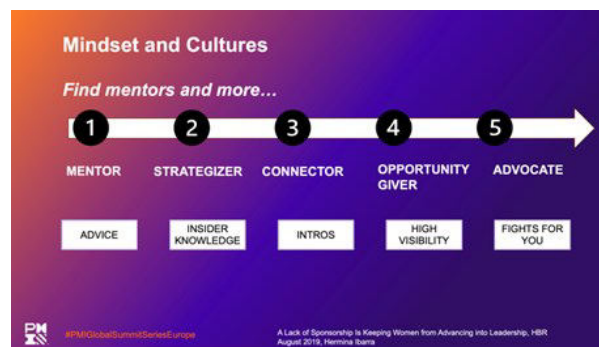 Mindset and Cultures
Find mentors and more...
1 2 3 4 5
MENTOR STRATEGIZER CONNECTOR OPPORTUNITY GIVER ADVOCATE
ADVICE INSIDER KNOWLEDGE INTROS HIGH VISIBILITY FIGHTS FOR YOU
PMI
#PMIGlobalSummitSeriesEurope
A Lack of Sponsorship Is Keeping Women from Advancing into Leadership, HBR
August 2019, Hermina Ibarra